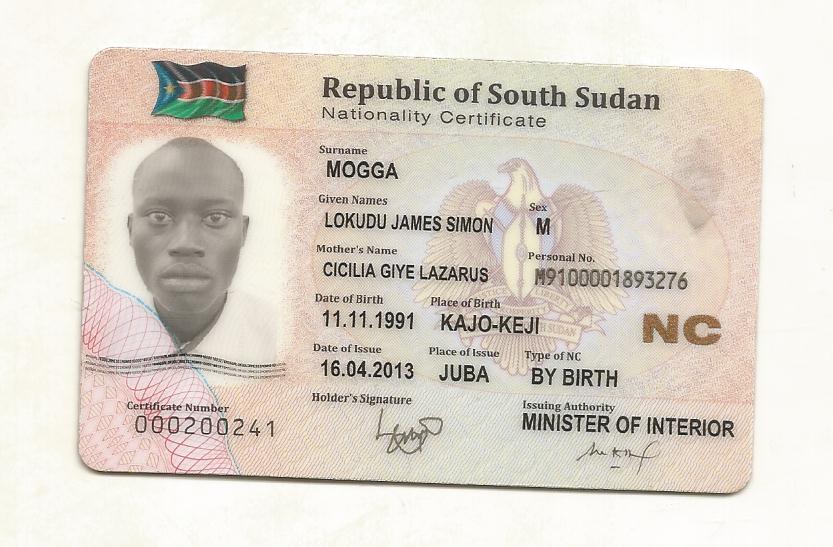 Republic of South Sudan
Nationality Certificate
Surname
MOGGA
Given Names
LOKUDU JAMES SIMON
Sex
M
Mother's Name
CICILIA GIYE LAZARUS
Personal No.
M9100001893276
Date of Birth
11.11.1991
Place of Birth
KAJO-KEJI
NC
Date of Issue
16.04.2013
Place of Issue
JUBA
Type of NC
BY BIRTH
Certificate Number
000200241
Holder's Signature
Issuing Authority
MINISTER OF INTERIOR